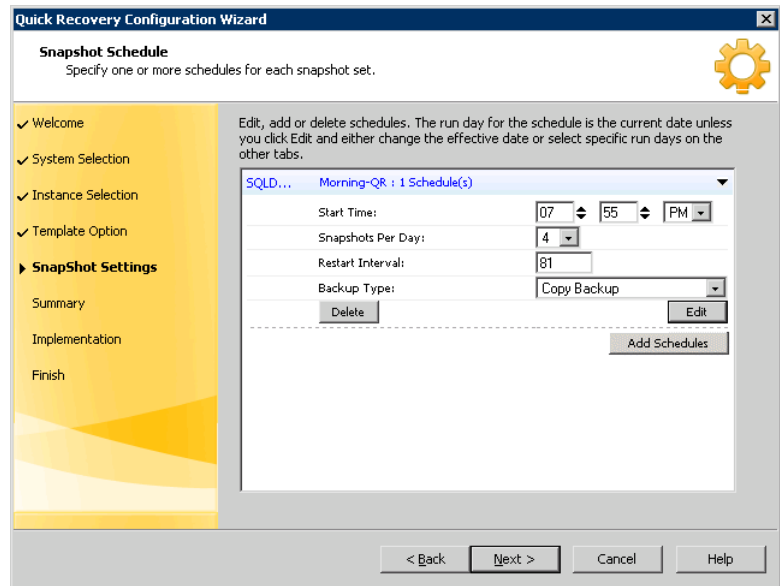 Quick Recovery Configuration Wizard
Snapshot Schedule
Specify one or more schedules for each snapshot set.
Welcome
System Selection
Instance Selection
Template Option
SnapShot Settings
Summary
Implementation
Finish
Edit, add or delete schedules. The run day for the schedule is the current date unless
you click Edit and either change the effective date or select specific run days on the
other tabs.
SQLD... Morning-QR : 1 Schedule(s)
Start Time: 07 55 PM
Snapshots Per Day: 4
Restart Interval: 81
Backup Type: Copy Backup
Delete Edit
Add Schedules
< Back Next > Cancel Help